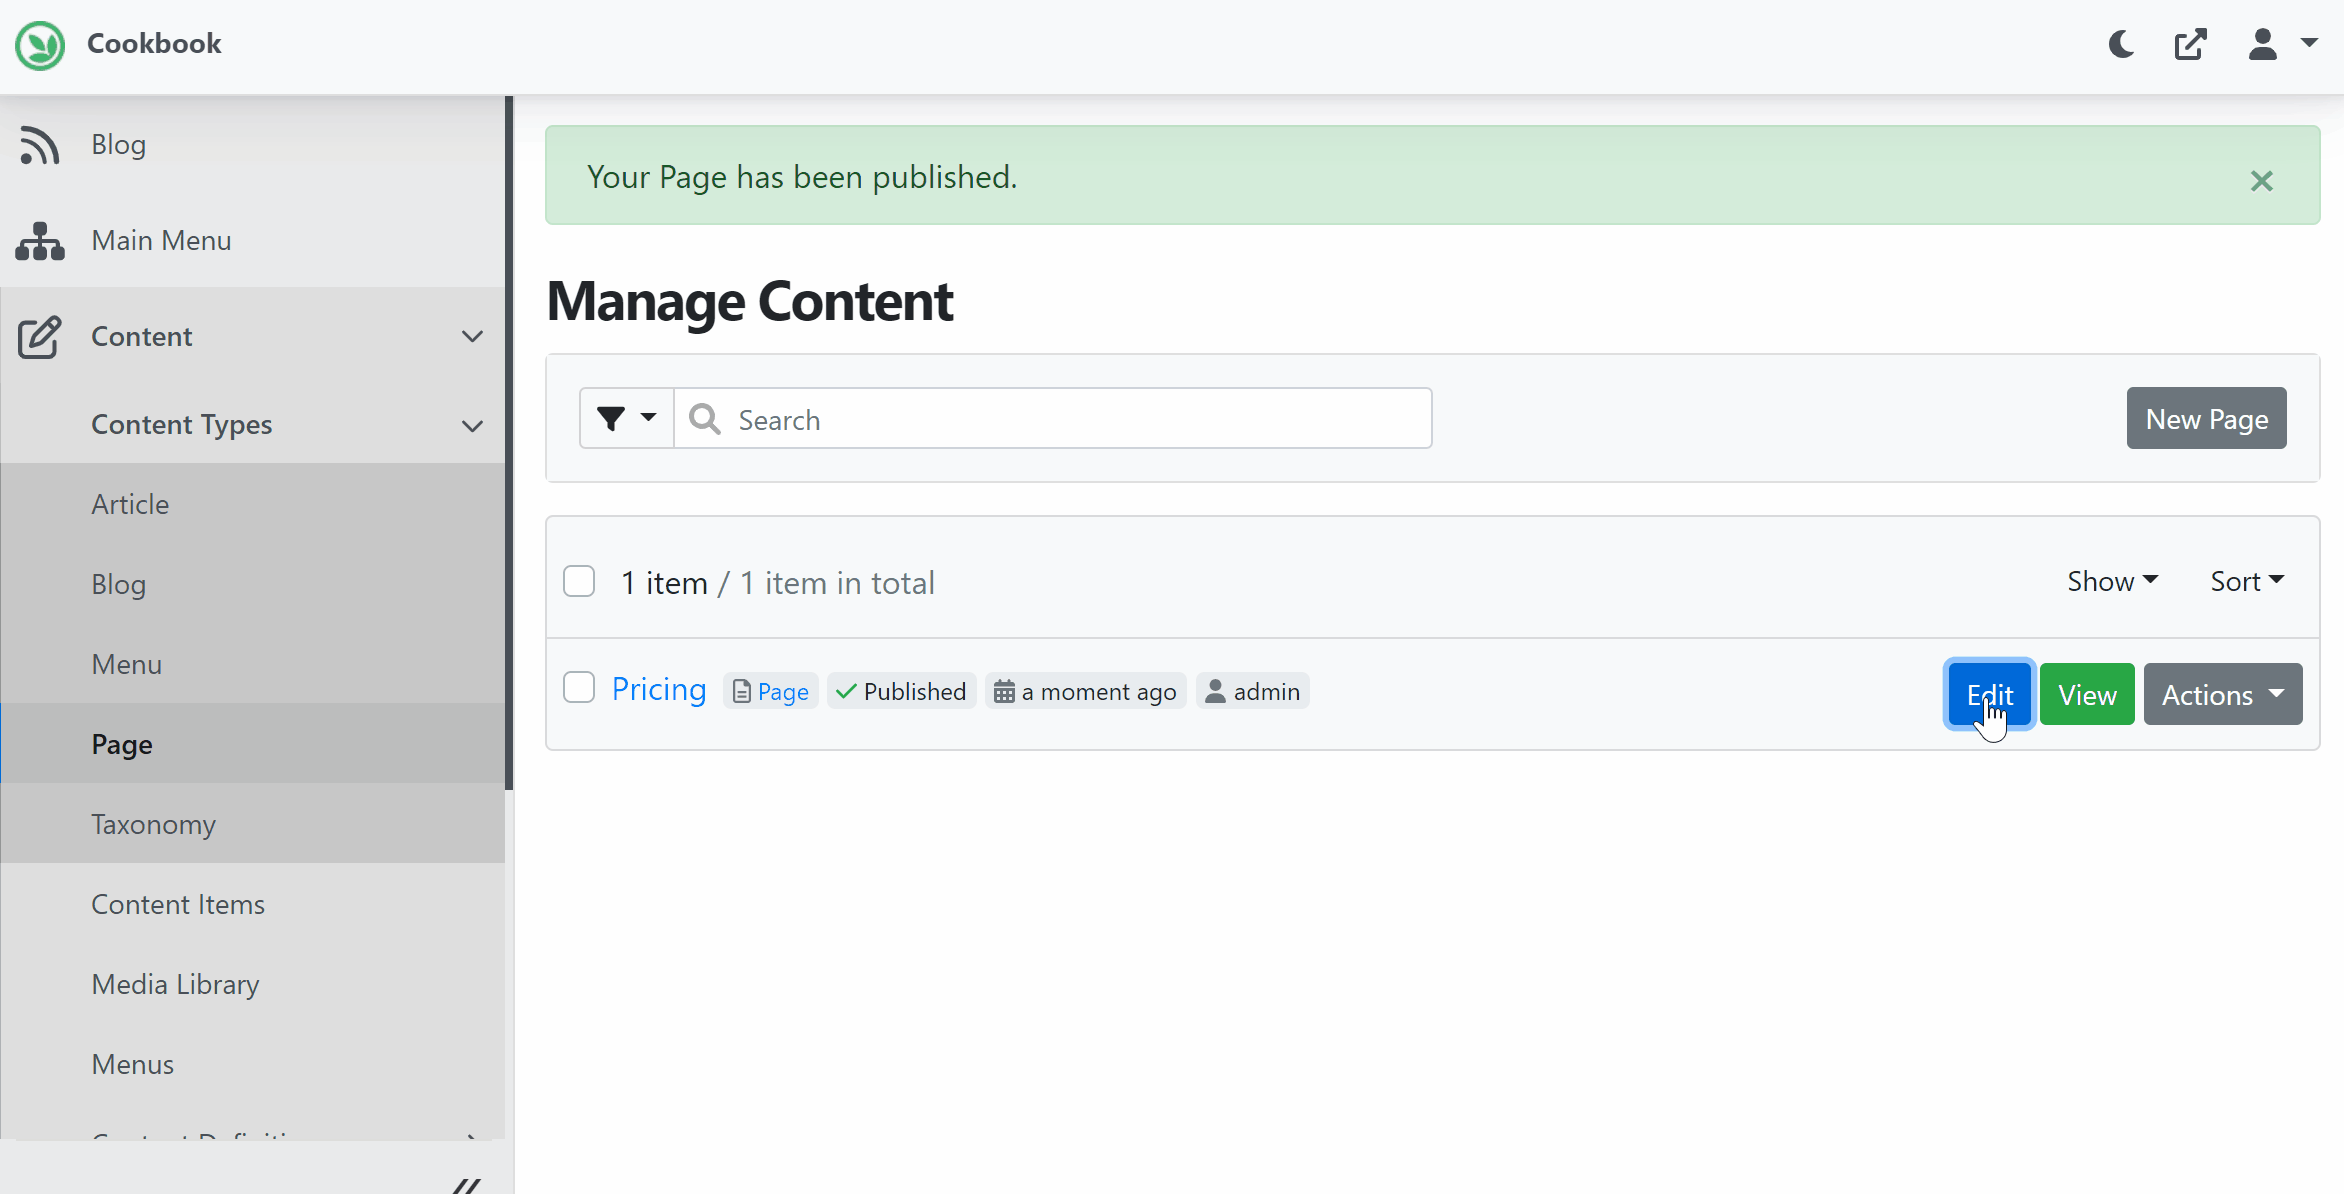 Cookbook
Blog
Main Menu
Content
Content Types
Article
Blog
Menu
Page
Taxonomy
Content Items
Media Library
Menus
Your Page has been published.
Manage Content
Search
New Page
1 item / 1 item in total
Show
Sort
Pricing Page Published a moment ago admin
Edit View Actions